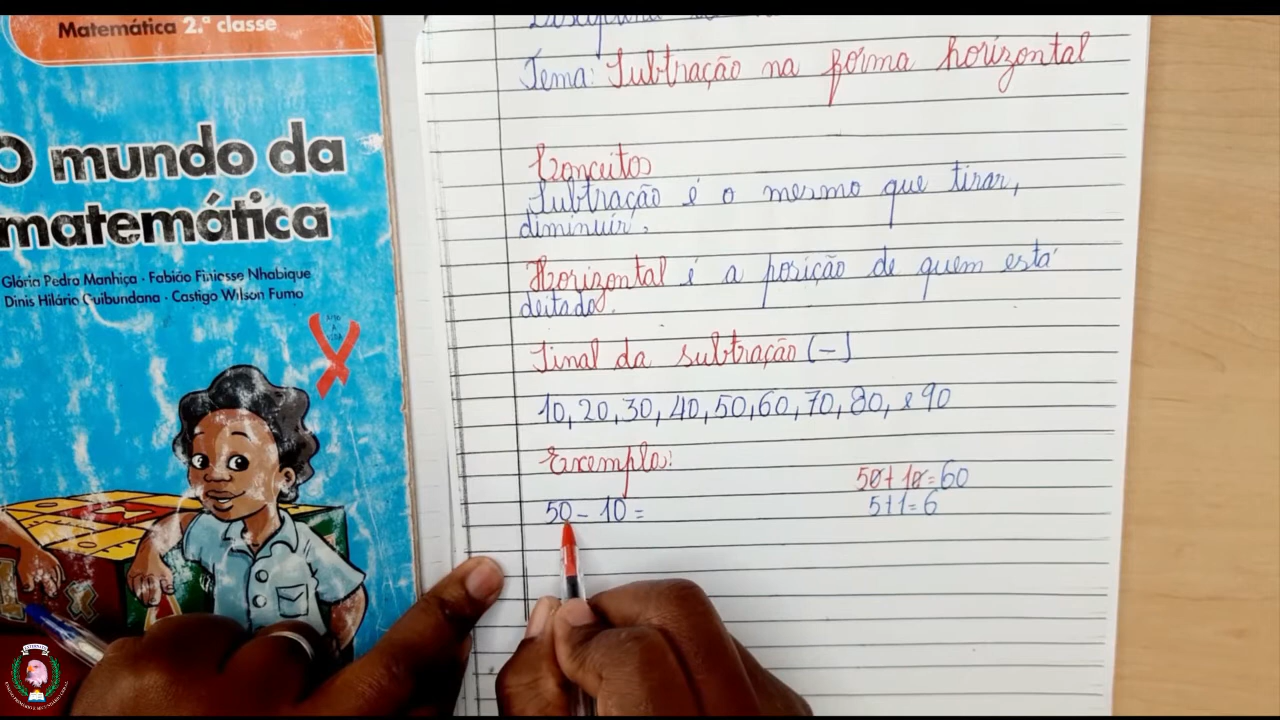 Matemática 2.ª classe
O mundo da
matemática
Glória Pedro Manhiça · Fabião Finiosse Nhabique
Dinis Hilário Guibundana · Castigo Wilson Fumo
Tema: Subtração na forma horizontal
Conceitos
Subtração é o mesmo que tirar,
diminuir.
Horizontal é a posição de quem está
deitado.
Sinal da subtração (-)
10, 20, 30, 40, 50, 60, 70, 80, e 90
Exemplo:
50 + 10 = 60
50 - 10 =
5+1=6